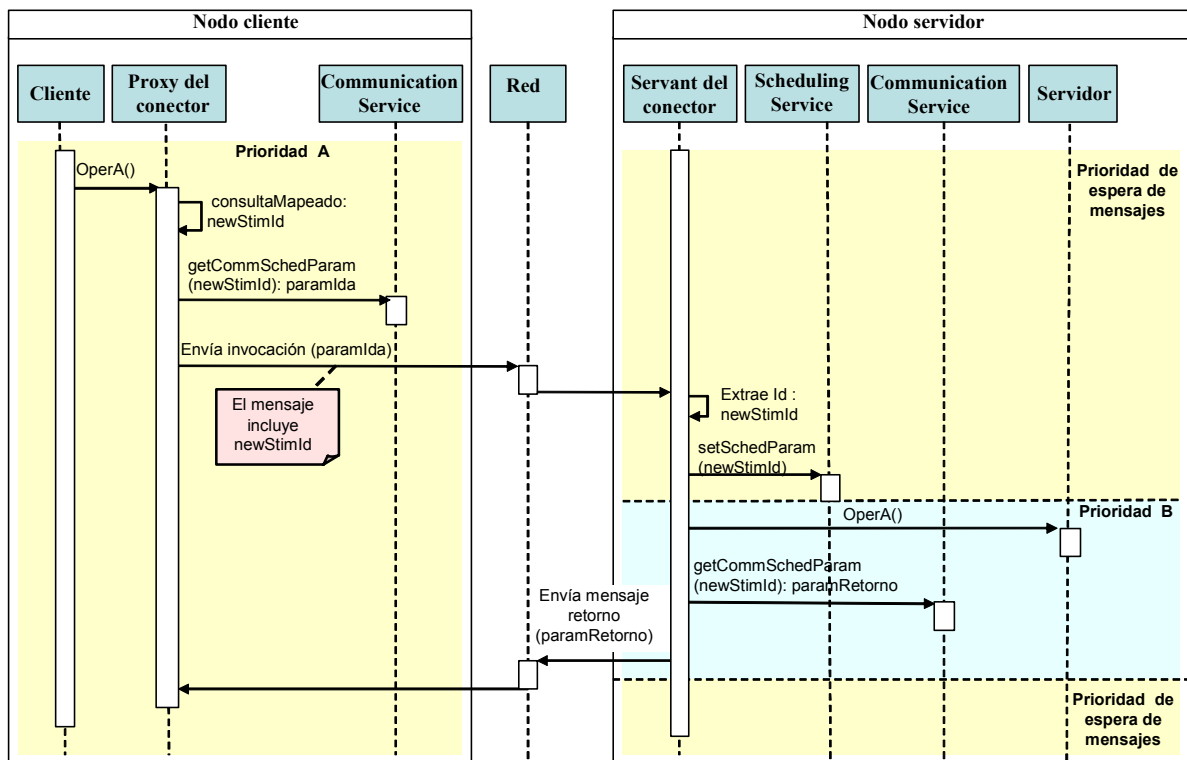 Nodo cliente
Nodo servidor
Cliente
Proxy del
conector
Communication
Service
Red
Servant del
conector
Scheduling
Service
Communication
Service
Servidor
Prioridad A
OperA()
consultaMapeado:
newStimId
getCommSchedParam
(newStimId): paramIda
Envía invocación (paramIda)
El mensaje
incluye
newStimId
Prioridad de
espera de
mensajes
Extrae Id :
newStimId
setSchedParam
(newStimId)
Prioridad B
OperA()
getCommSchedParam
(newStimId): paramRetorno
Envía mensaje
retorno
(paramRetorno)
Prioridad de
espera de
mensajes